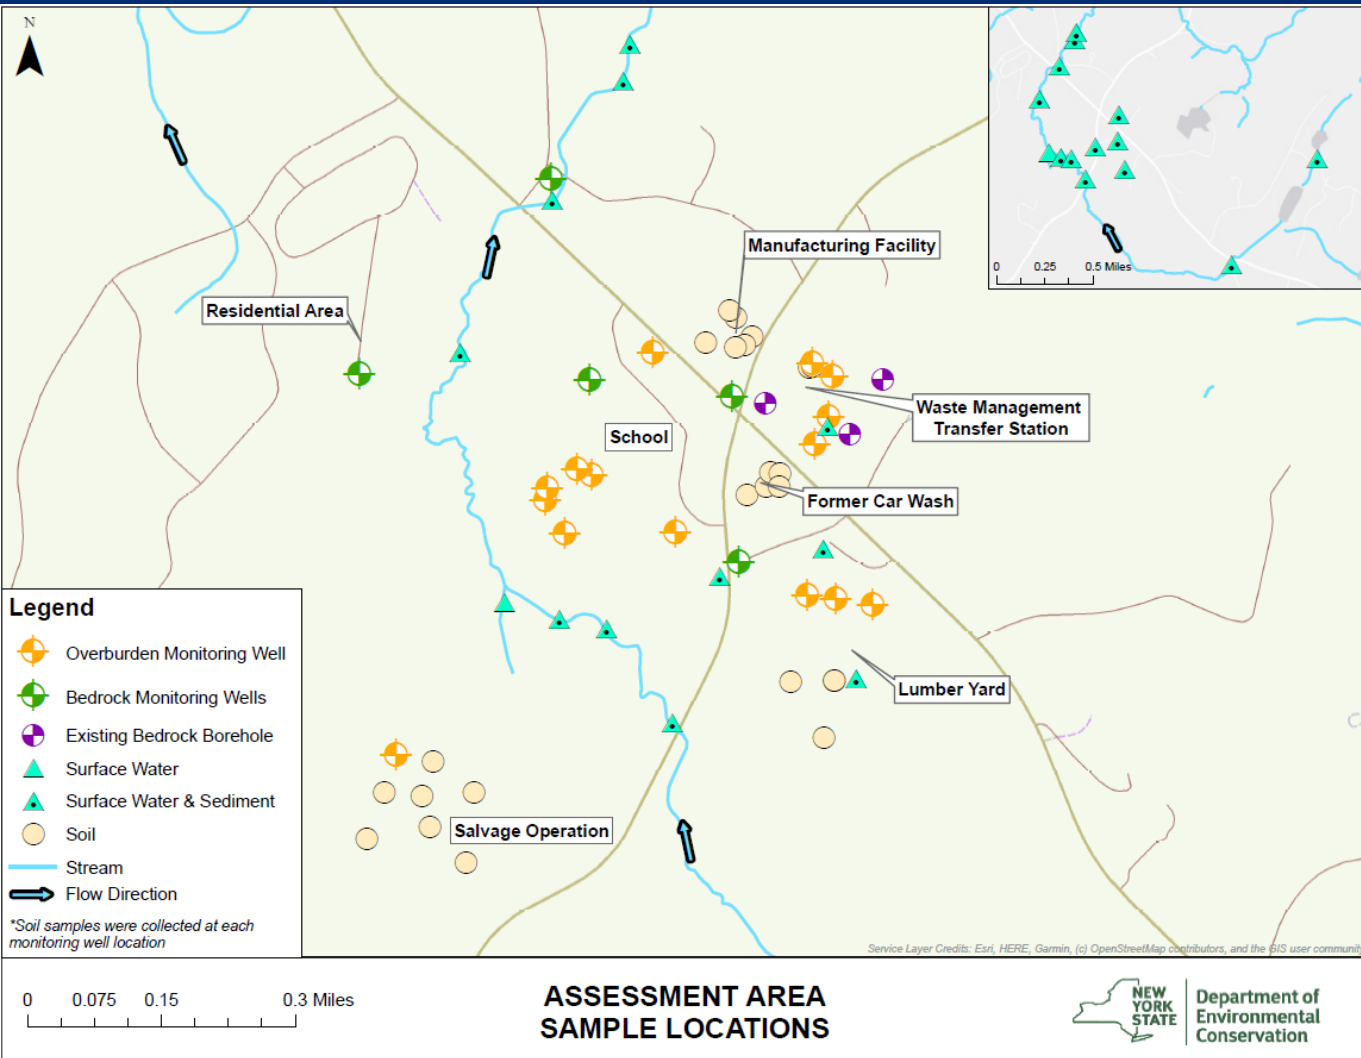 N
0 0.25 0.5 Miles
Manufacturing Facility
Residential Area
Waste Management
Transfer Station
School
Former Car Wash
Lumber Yard
Salvage Operation
Legend
Overburden Monitoring Well
Bedrock Monitoring Wells
Existing Bedrock Borehole
Surface Water
Surface Water & Sediment
Soil
Stream
Flow Direction
*Soil samples were collected at each
monitoring well location
Service Layer Credits: Esri, HERE, Garmin, (c) OpenStreetMap contributors, and the GIS user community
0 0.075 0.15 0.3 Miles
ASSESSMENT AREA
SAMPLE LOCATIONS
NEW
YORK
STATE
Department of
Environmental
Conservation